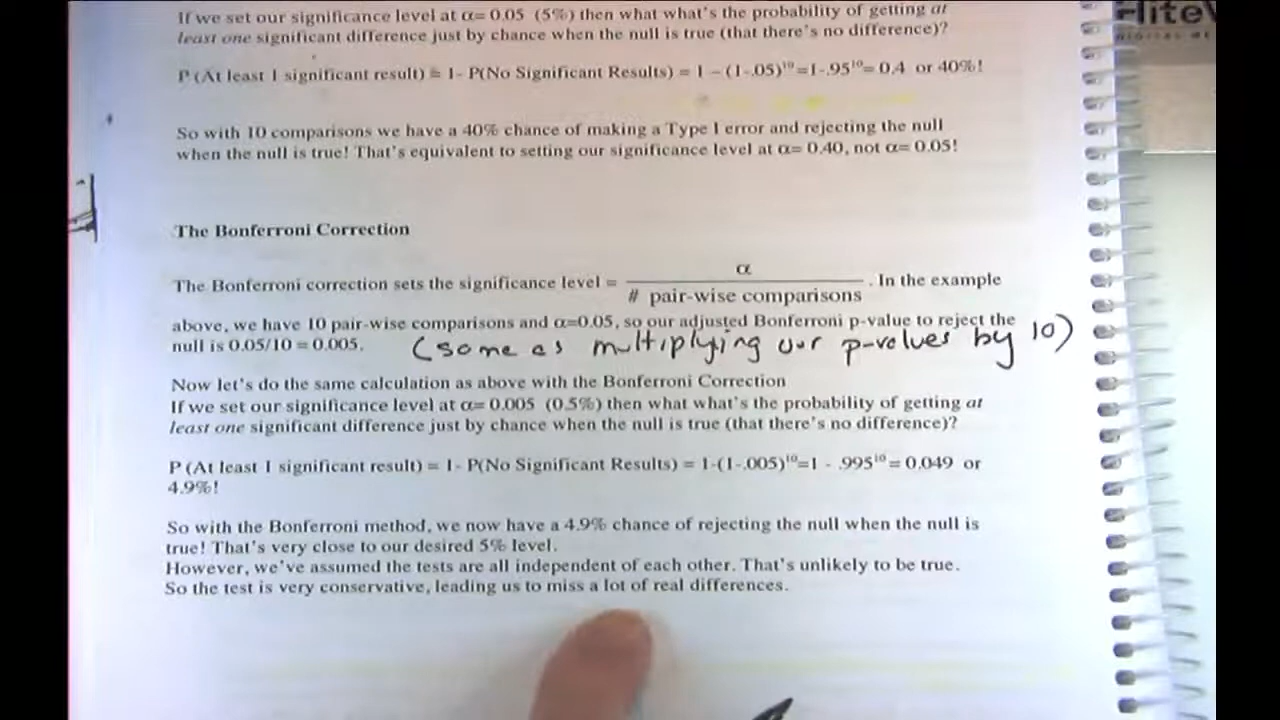 If we set our significance level at α= 0.05 (5%) then what what's the probability of getting at
least one significant difference just by chance when the null is true (that there's no difference)?
P (At least 1 significant result) = 1- P(No Significant Results) = 1 – (1-.05)¹⁰=1-.95¹⁰= 0.4 or 40%!
So with 10 comparisons we have a 40% chance of making a Type I error and rejecting the null
when the null is true! That's equivalent to setting our significance level at α= 0.40, not α= 0.05!
The Bonferroni Correction
α
The Bonferroni correction sets the significance level = . In the example
# pair-wise comparisons
above, we have 10 pair-wise comparisons and α=0.05, so our adjusted Bonferroni p-value to reject the
null is 0.05/10 = 0.005. (same as multiplying our p-values by 10)
Now let's do the same calculation as above with the Bonferroni Correction
If we set our significance level at α= 0.005 (0.5%) then what what's the probability of getting at
least one significant difference just by chance when the null is true (that there's no difference)?
P (At least 1 significant result) = 1- P(No Significant Results) = 1-(1-.005)¹⁰=1 - .995¹⁰ = 0.049 or
4.9%!
So with the Bonferroni method, we now have a 4.9% chance of rejecting the null when the null is
true! That's very close to our desired 5% level.
However, we've assumed the tests are all independent of each other. That's unlikely to be true.
So the test is very conservative, leading us to miss a lot of real differences.